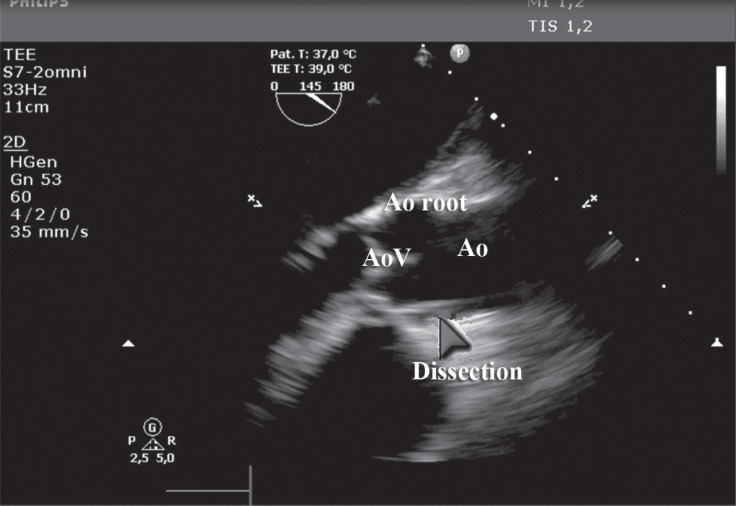 PHILIPS
MI 1,2
TIS 1,2
TEE
S7-2omni
33Hz
11cm
2D
HGen
Gn 53
60
4/2/0
35 mm/s
Pat. T: 37,0 °C
TEE T: 39,0 °C
0 145 180
P
Ao root
AoV
Ao
Dissection
G
P R
2,5 5,0